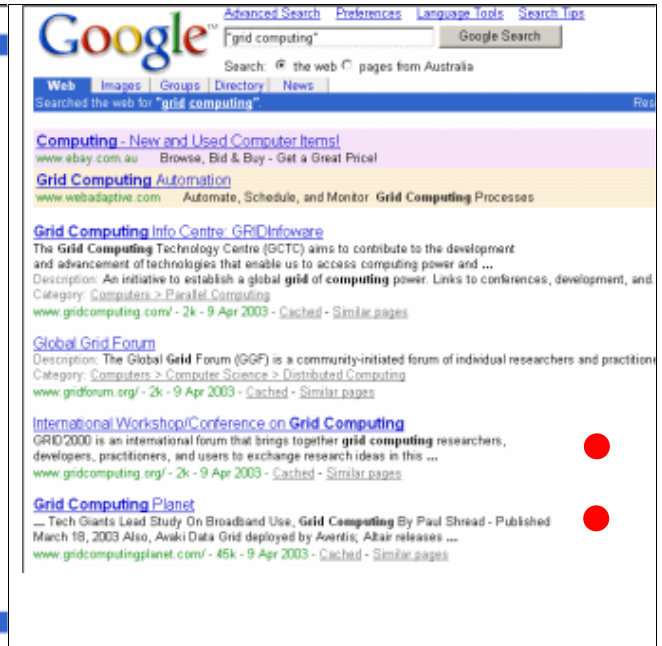 Advanced Search Preferences Language Tools Search Tips
Google™
"grid computing" Google Search
Search: the web pages from Australia
Web Images Groups Directory News
Searched the web for "grid computing". Res
Computing - New and Used Computer Items!
www.ebay.com.au Browse, Bid & Buy - Get a Great Price!
Grid Computing Automation
www.webadaptive.com Automate, Schedule, and Monitor Grid Computing Processes
Grid Computing Info Centre: GRIDInfoware
The Grid Computing Technology Centre (GCTC) aims to contribute to the development
and advancement of technologies that enable us to access computing power and ...
Description: An initiative to establish a global grid of computing power. Links to conferences, development, and.
Category: Computers > Parallel Computing
www.gridcomputing.com/ - 2k - 9 Apr 2003 - Cached - Similar pages
Global Grid Forum
Description: The Global Grid Forum (GGF) is a community-initiated forum of individual researchers and practitione
Category: Computers > Computer Science > Distributed Computing
www.gridforum.org/ - 2k - 9 Apr 2003 - Cached - Similar pages
International Workshop/Conference on Grid Computing
GRID'2000 is an international forum that brings together grid computing researchers,
developers, practitioners, and users to exchange research ideas in this ...
www.gridcomputing.org/ - 2k - 9 Apr 2003 - Cached - Similar pages
Grid Computing Planet
... Tech Giants Lead Study On Broadband Use, Grid Computing By Paul Shread - Published
March 18, 2003 Also, Avaki Data Grid deployed by Aventis; Altair releases ...
www.gridcomputingplanet.com/ - 45k - 9 Apr 2003 - Cached - Similar pages